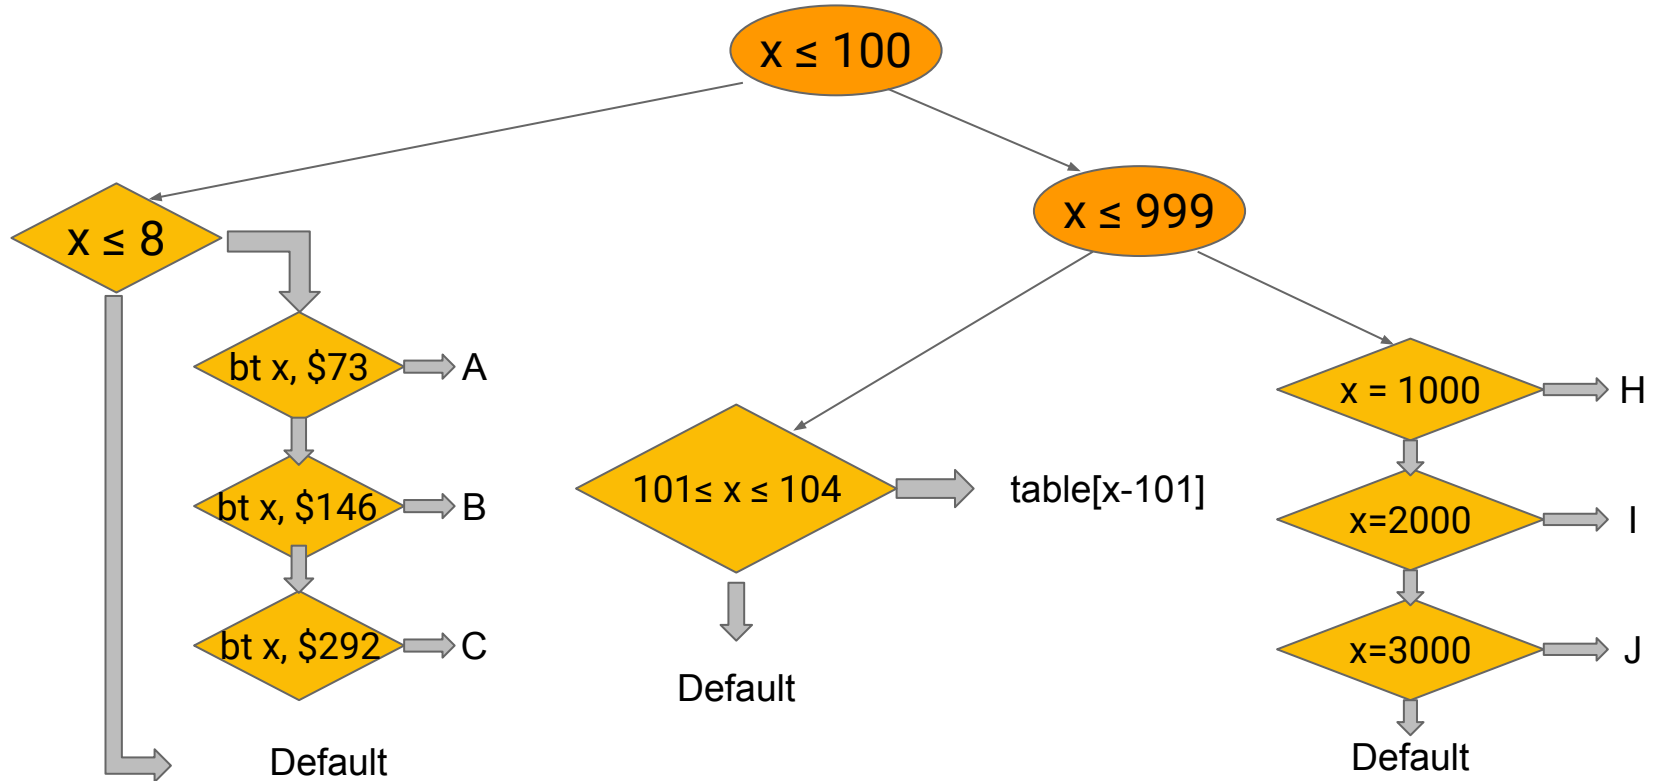 x ≤ 100
x ≤ 8
x ≤ 999
bt x, $73
A
bt x, $146
B
bt x, $292
C
Default
101≤ x ≤ 104
table[x-101]
Default
x = 1000
H
x=2000
I
x=3000
J
Default